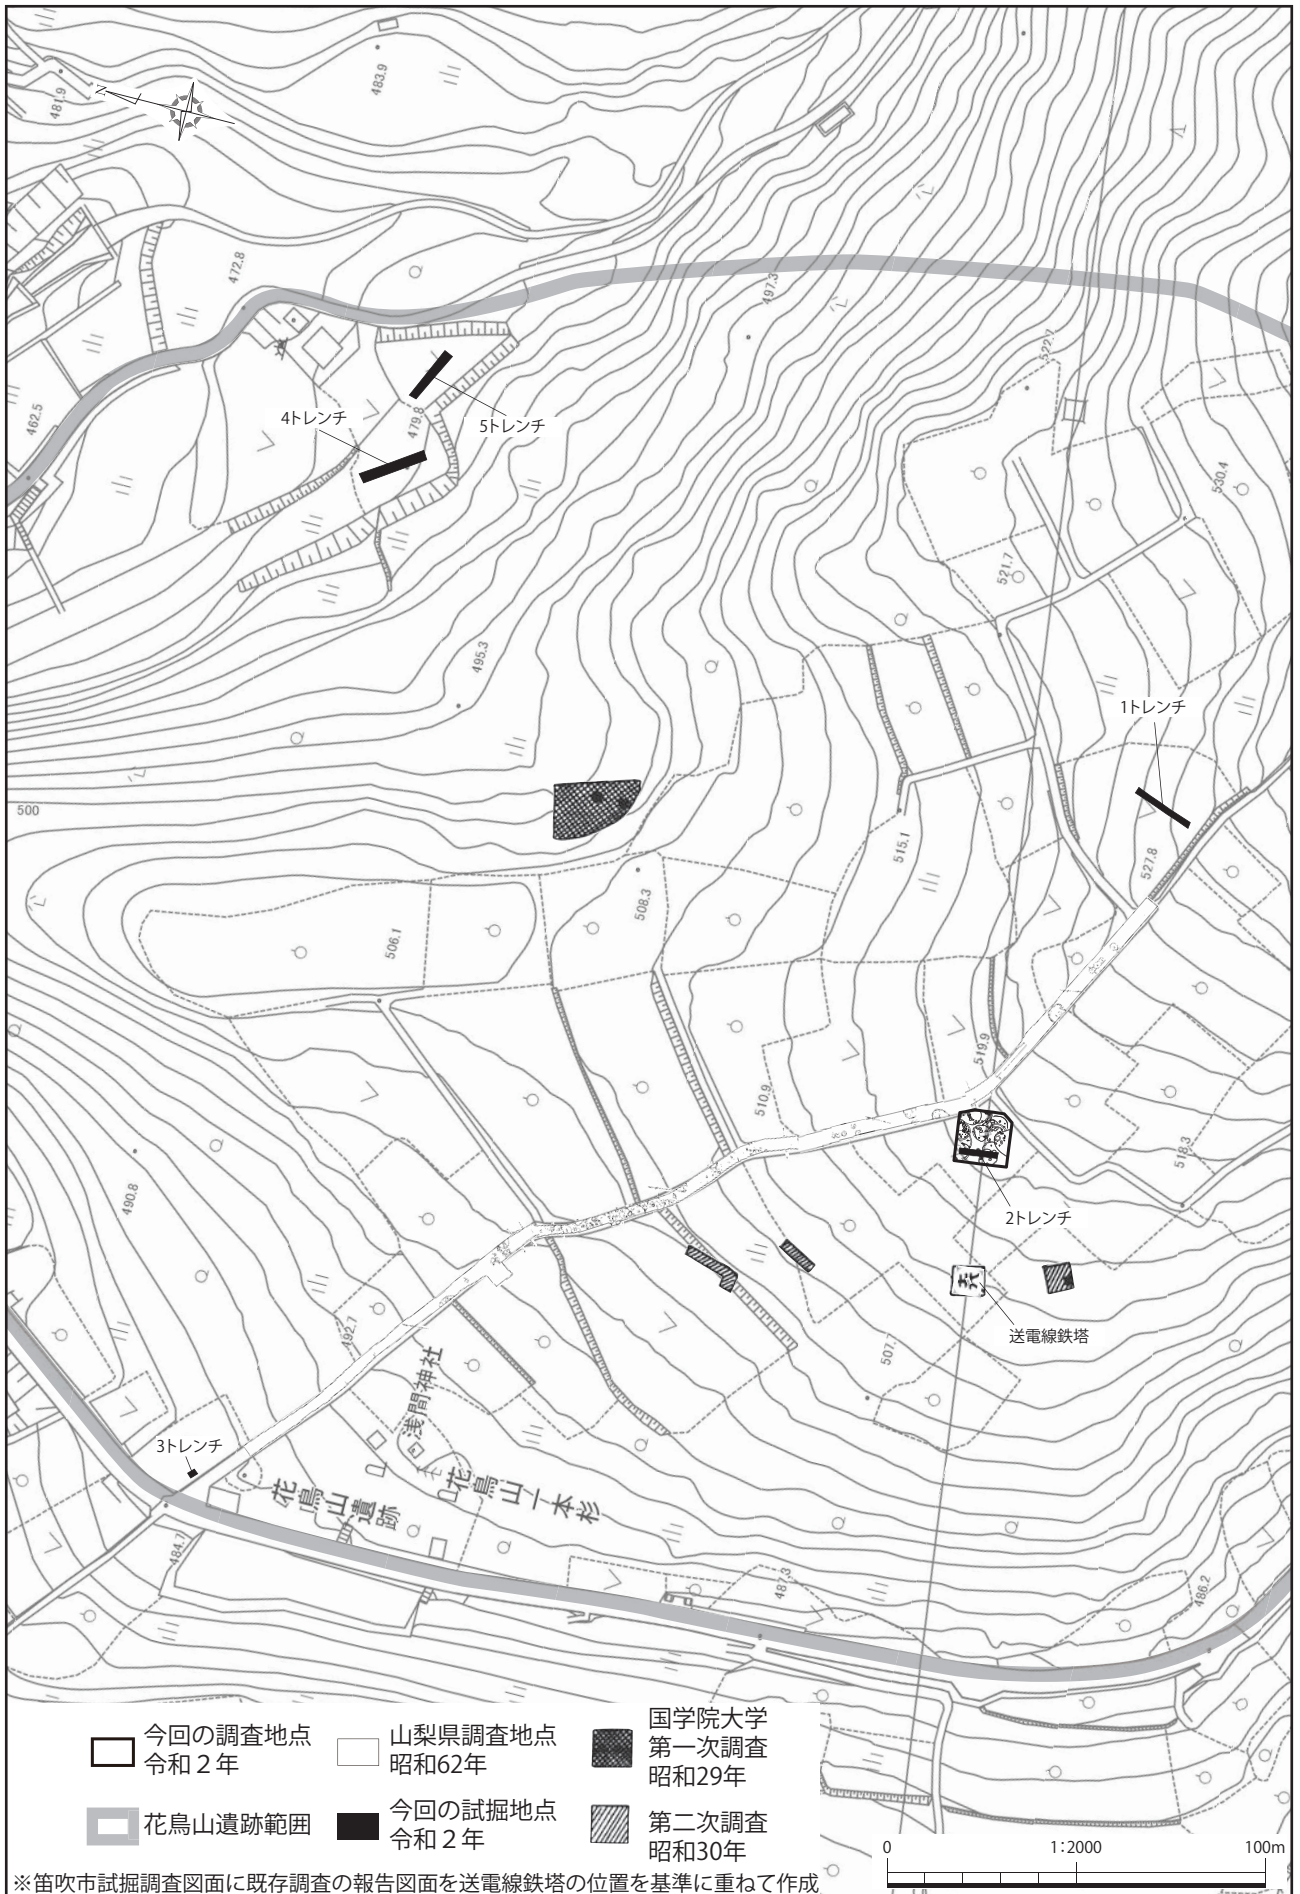 483.9
481.9
N
472.8
497.3
522.7
462.5
4トレンチ
479.8
5トレンチ
530.4
521.7
495.3
1トレンチ
500
515.1
527.8
508.3
506.1
519.9
510.9
518.3
490.8
2トレンチ
送電線鉄塔
492.7
507.7
浅間神社
3トレンチ
花鳥山遺跡
花鳥山一本杉
484.7
487.3
486.2
今回の調査地点
令和２年
山梨県調査地点
昭和62年
国学院大学
第一次調査
昭和29年
花鳥山遺跡範囲
今回の試掘地点
令和２年
第二次調査
昭和30年
0 1:2000 100m
※笛吹市試掘調査図面に既存調査の報告図面を送電線鉄塔の位置を基準に重ねて作成